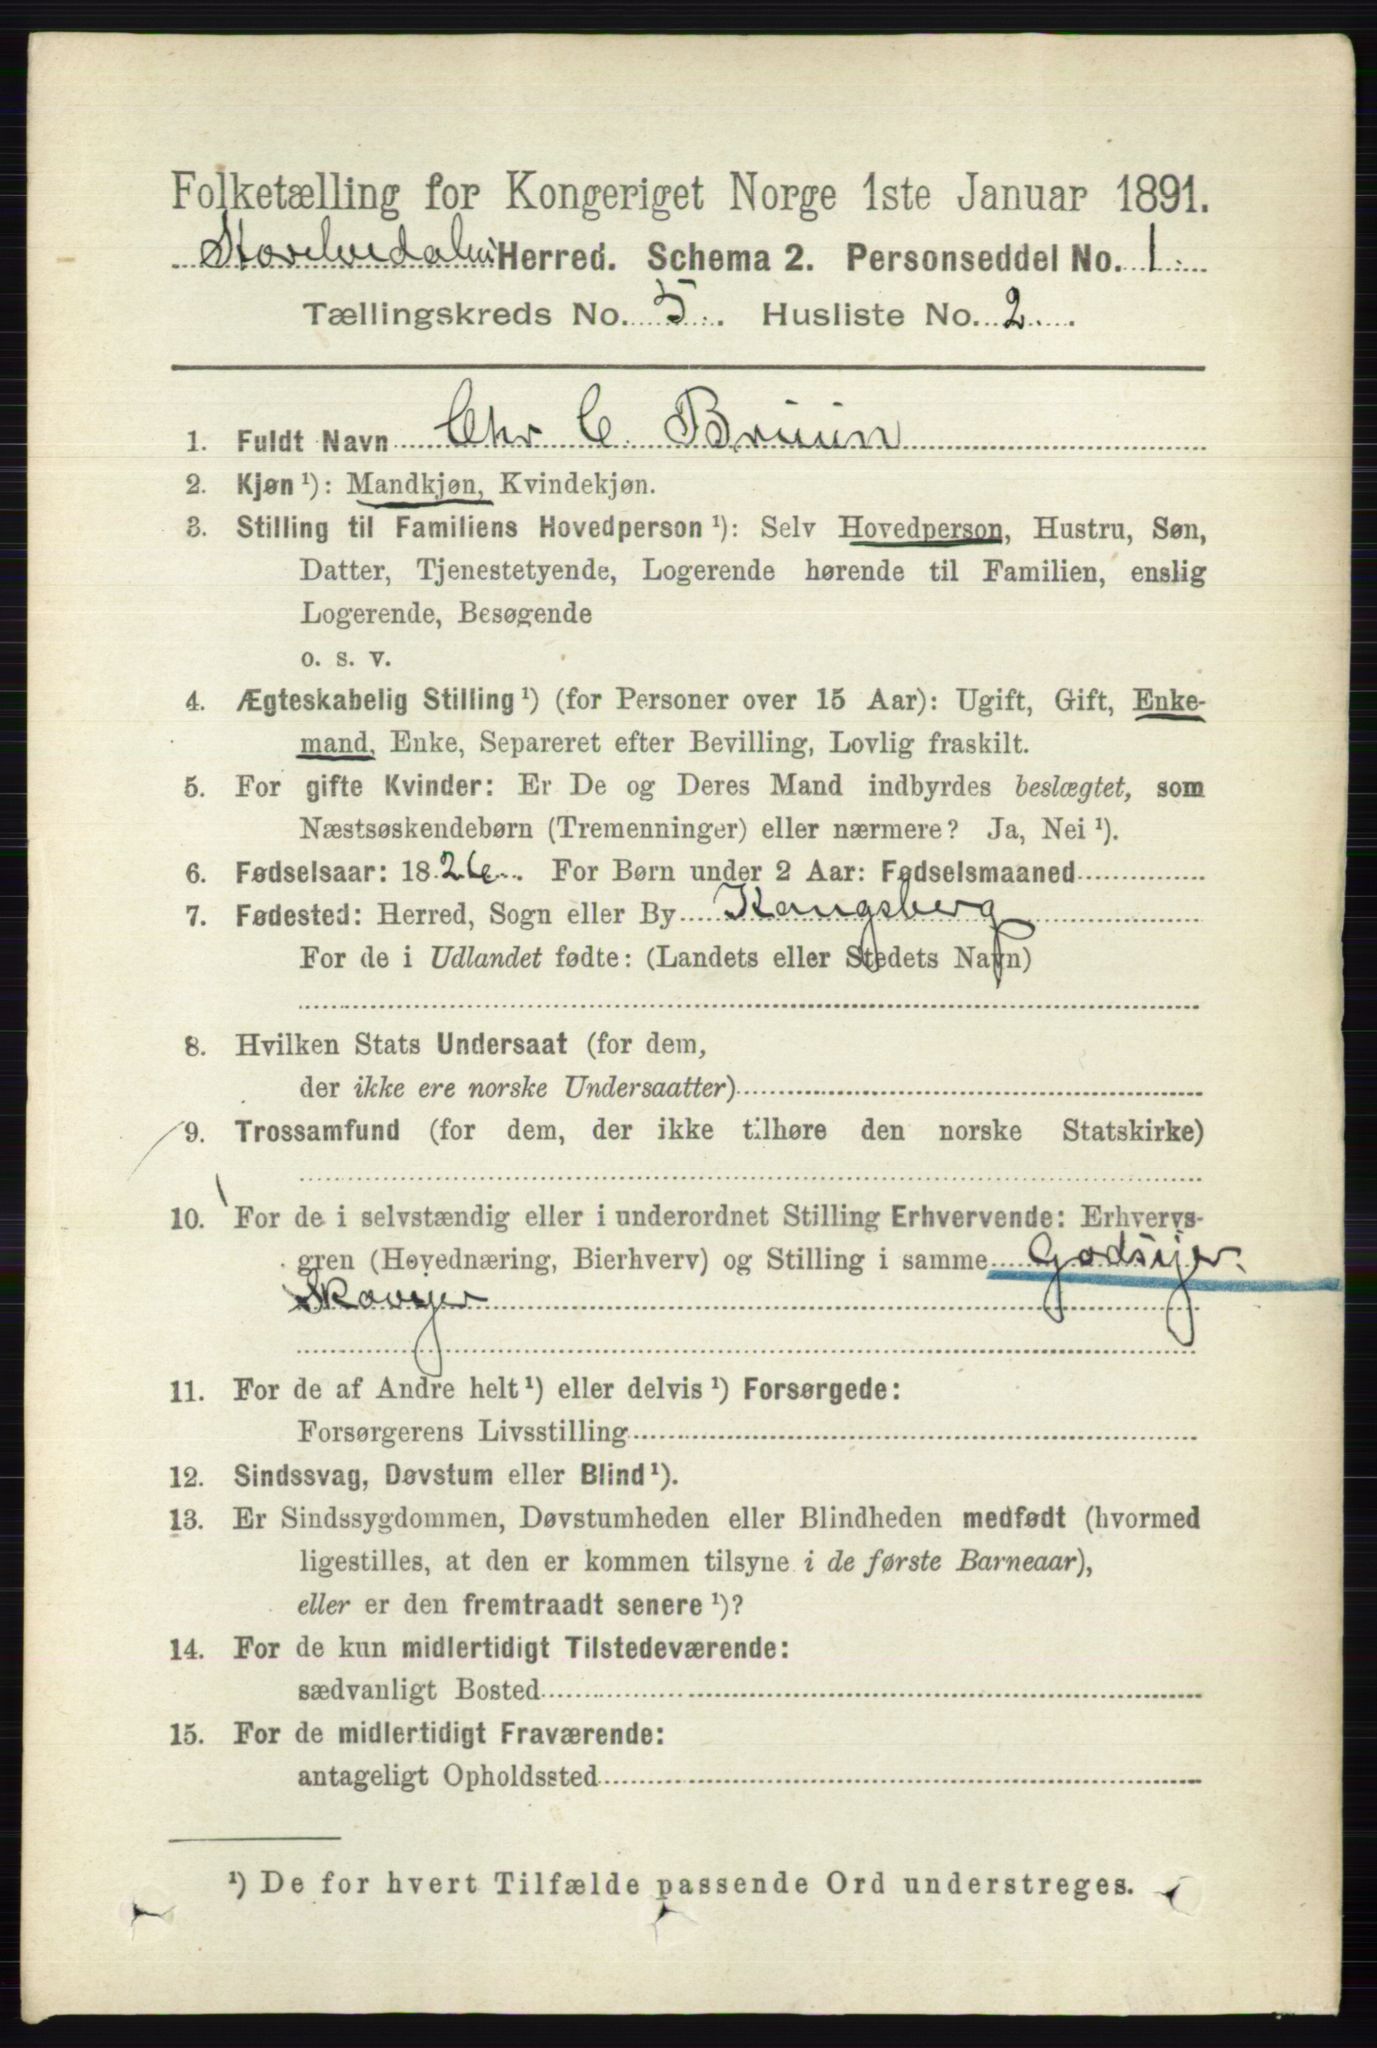 Folketælling for Kongeriget Norge 1ste Januar 1891.
Storelvedalens Herred. Schema 2. Personseddel No. 1
Tællingskreds No. 5. Husliste No. 2
1. Fuldt Navn Chr C. Bruun
2. Kjøn ¹): Mandkjøn, Kvindekjøn.
3. Stilling til Familiens Hovedperson ¹): Selv Hovedperson, Hustru, Søn,
Datter, Tjenestetyende, Logerende hørende til Familien, enslig
Logerende, Besøgende
o. s. v.
4. Ægteskabelig Stilling ¹) (for Personer over 15 Aar): Ugift, Gift, Enke-
mand, Enke, Separeret efter Bevilling, Lovlig fraskilt.
5. For gifte Kvinder: Er De og Deres Mand indbyrdes beslægtet, som
Næstsøskendebørn (Tremenninger) eller nærmere? Ja, Nei ¹).
6. Fødselsaar: 1826. For Børn under 2 Aar: Fødselsmaaned
7. Fødested: Herred, Sogn eller By Kongsberg
For de i Udlandet fødte: (Landets eller Stedets Navn)
8. Hvilken Stats Undersaat (for dem,
der ikke ere norske Undersaatter)
9. Trossamfund (for dem, der ikke tilhøre den norske Statskirke)
10. For de i selvstændig eller i underordnet Stilling Erhvervende: Erhvervs-
gren (Hovednæring, Bierhverv) og Stilling i samme Godsejer.
Skovejer
11. For de af Andre helt ¹) eller delvis ¹) Forsørgede:
Forsørgerens Livsstilling
12. Sindssvag, Døvstum eller Blind ¹).
13. Er Sindssygdommen, Døvstumheden eller Blindheden medfødt (hvormed
ligestilles, at den er kommen tilsyne i de første Barneaar),
eller er den fremtraadt senere ¹)?
14. For de kun midlertidigt Tilstedeværende:
sædvanligt Bosted
15. For de midlertidigt Fraværende:
antageligt Opholdssted
¹) De for hvert Tilfælde passende Ord understreges.